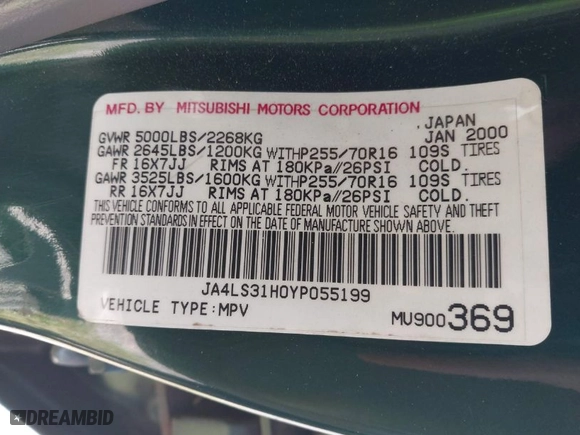 MFD. BY MITSUBISHI MOTORS CORPORATION
JAPAN
GVWR 5000LBS/2268KG JAN 2000
GAWR 2645LBS/1200KG WITHP255/70R16 109S TIRES
FR 16X7JJ RIMS AT 180KPa//26PSI COLD.
GAWR 3525LBS/1600KG WITHP255/70R16 109S TIRES
RR 16X7JJ RIMS AT 180KPa//26PSI COLD.
THIS VEHICLE CONFORMS TO ALL APPLICABLE FEDERAL MOTOR VEHICLE SAFETY AND THEFT
PREVENTION STANDARDS IN EFFECT ON THE DATE OF MANUFACTURE SHOWN ABOVE.
JA4LS31H0YP055199
VEHICLE TYPE:MPV
MU900369
DREAMBID